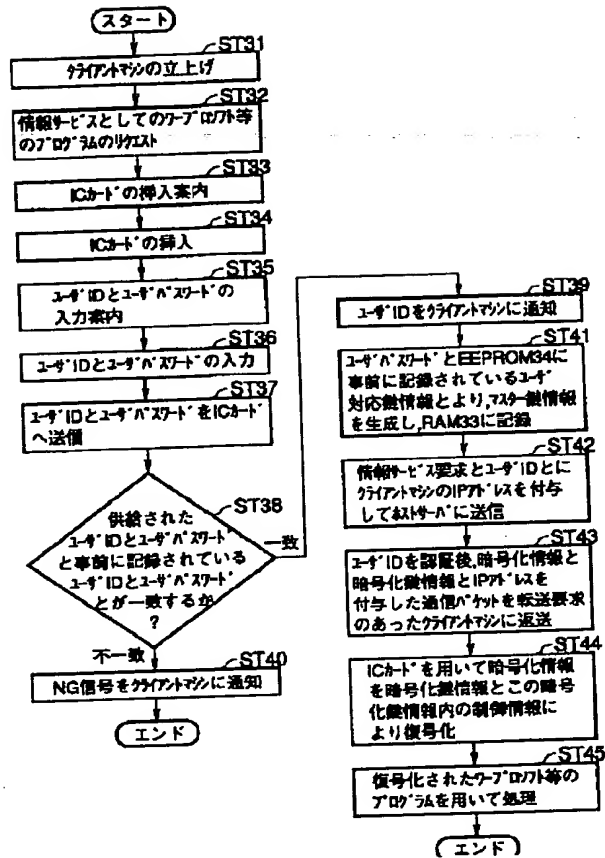 スタート
ST31
クライアントマシンの立上げ
ST32
情報サービスとしてのワープロソフト等
のプログラムのリクエスト
ST33
ICカードの挿入案内
ST34
ICカードの挿入
ST35
ユーザIDとユーザパスワードの
入力案内
ST36
ユーザIDとユーザパスワードの入力
ST37
ユーザIDとユーザパスワードをICカード
へ送信
ST38
供給された
ユーザIDとユーザパスワード
と事前に記録されている
ユーザIDとユーザパスワード
とが一致するか
?
一致
不一致
ST40
NG信号をクライアントマシンに通知
エンド
ST39
ユーザIDをクライアントマシンに通知
ST41
ユーザパスワードとEEPROM34に
事前に記録されているユーザ
対応鍵情報とより,マスター鍵情報
を生成し,RAM33に記録
ST42
情報サービス要求とユーザIDとに
クライアントマシンのIPアドレスを付与
してホストサーバに送信
ST43
ユーザIDを認証後,暗号化情報と
暗号化鍵情報とIPアドレスを
付与した通信パケットを転送要求
のあったクライアントマシンに返送
ST44
ICカードを用いて暗号化情報
を暗号化鍵情報とこの暗号
化鍵情報内の制御情報に
より復号化
ST45
復号化されたワープロソフト等の
プログラムを用いて処理
エンド